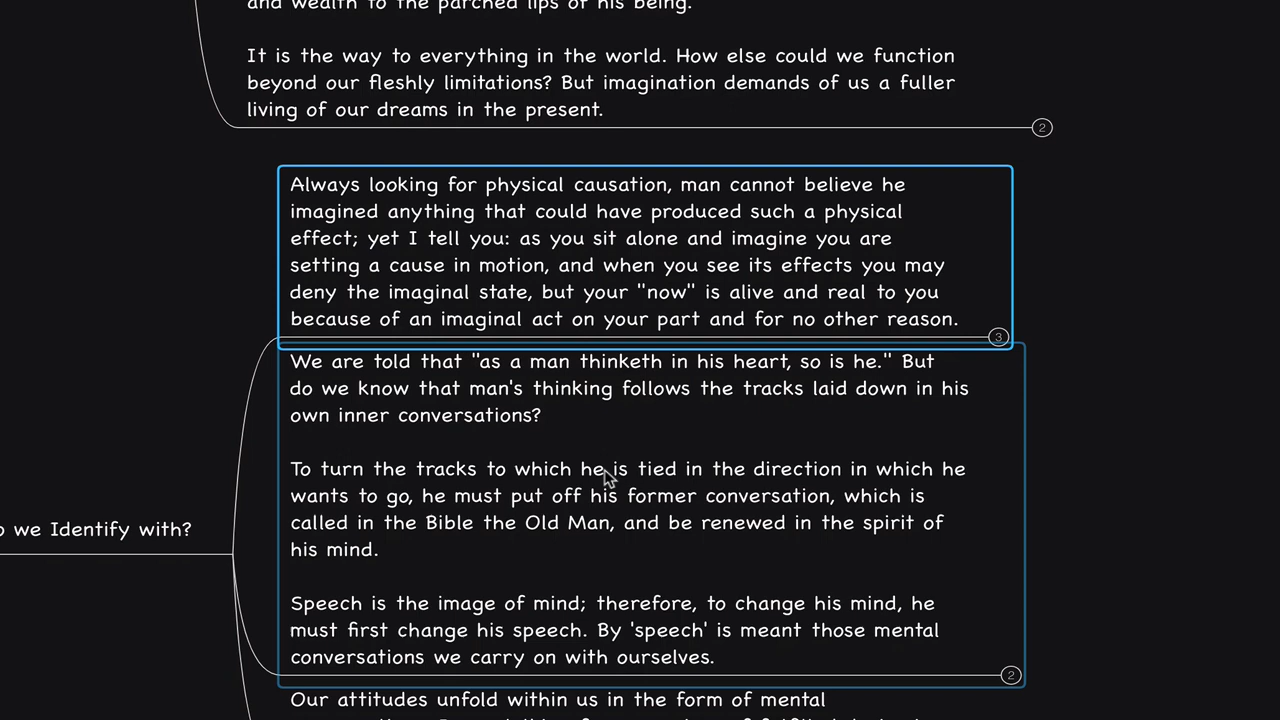 and wealth to the parched lips of his being.
It is the way to everything in the world. How else could we function
beyond our fleshly limitations? But imagination demands of us a fuller
living of our dreams in the present.
2
Always looking for physical causation, man cannot believe he
imagined anything that could have produced such a physical
effect; yet I tell you: as you sit alone and imagine you are
setting a cause in motion, and when you see its effects you may
deny the imaginal state, but your "now" is alive and real to you
because of an imaginal act on your part and for no other reason.
3
We are told that "as a man thinketh in his heart, so is he." But
do we know that man's thinking follows the tracks laid down in his
own inner conversations?
To turn the tracks to which he is tied in the direction in which he
wants to go, he must put off his former conversation, which is
called in the Bible the Old Man, and be renewed in the spirit of
his mind.
o we Identify with?
Speech is the image of mind; therefore, to change his mind, he
must first change his speech. By 'speech' is meant those mental
conversations we carry on with ourselves.
2
Our attitudes unfold within us in the form of mental